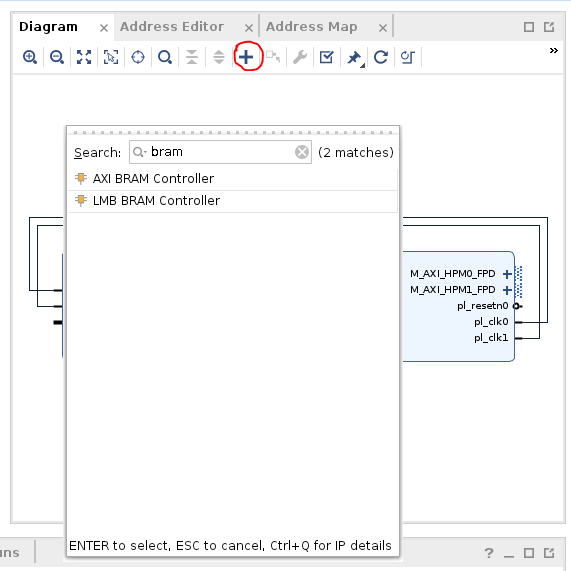 Diagram
Address Editor
Address Map
Search:
bram
(2 matches)
AXI BRAM Controller
LMB BRAM Controller
M_AXI_HPM0_FPD
M_AXI_HPM1_FPD
pl_resetn0
pl_clk0
pl_clk1
ENTER to select, ESC to cancel, Ctrl+Q for IP details
uns